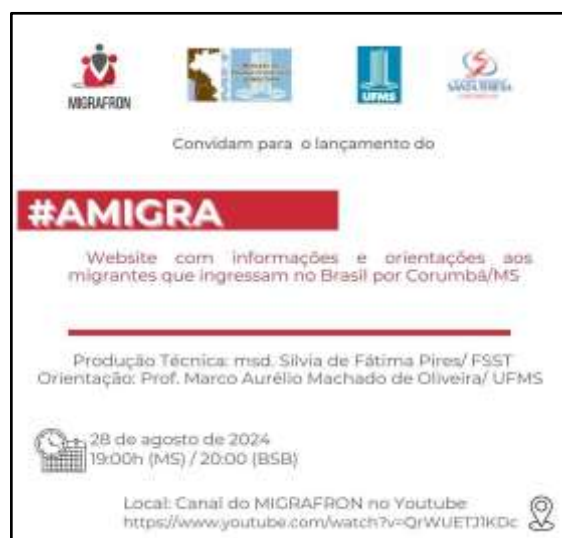 MIGRAFRON
UFMS
SANTA TERESA
Convidam para o lançamento do
#AMIGRA
Website com informações e orientações aos
migrantes que ingressam no Brasil por Corumbá/MS
Produção Técnica: msd. Silvia de Fátima Pires/ FSST
Orientação: Prof. Marco Aurélio Machado de Oliveira/ UFMS
28 de agosto de 2024
19:00h (MS) / 20:00 (BSB)
Local: Canal do MIGRAFRON no Youtube
https://www.youtube.com/watch?v=QrWUETJ1KDc